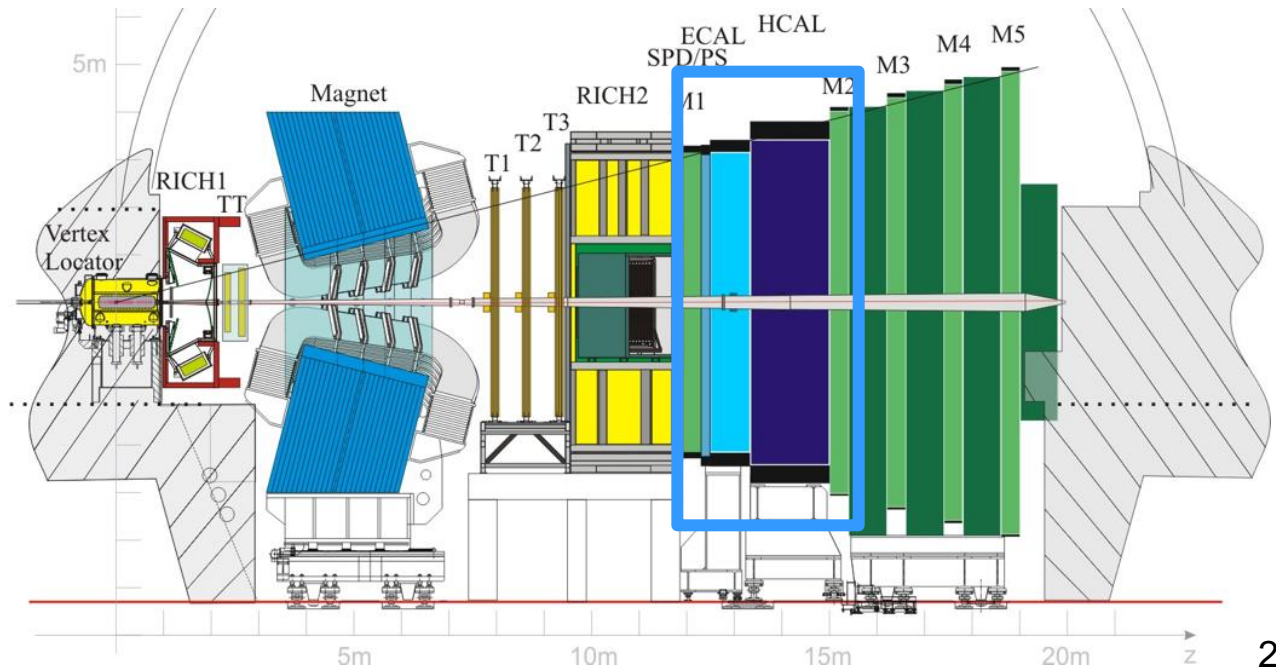 5m
HCAL
ECAL
SPD/PS
M1
M2
M3
M4
M5
Magnet
RICH2
T1
T2
T3
RICH1
TT
Vertex
Locator
5m
10m
15m
20m
z
2